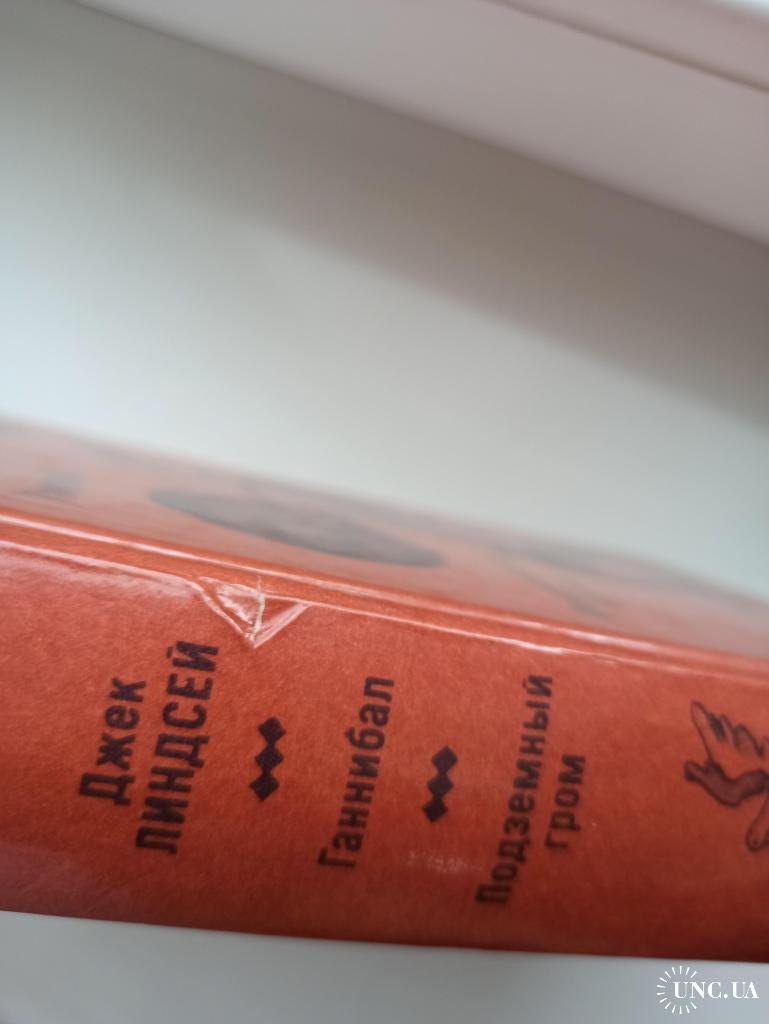 Джек
ЛИНДСЕЙ
Ганнибал
Подземный
гром
UNC.UA